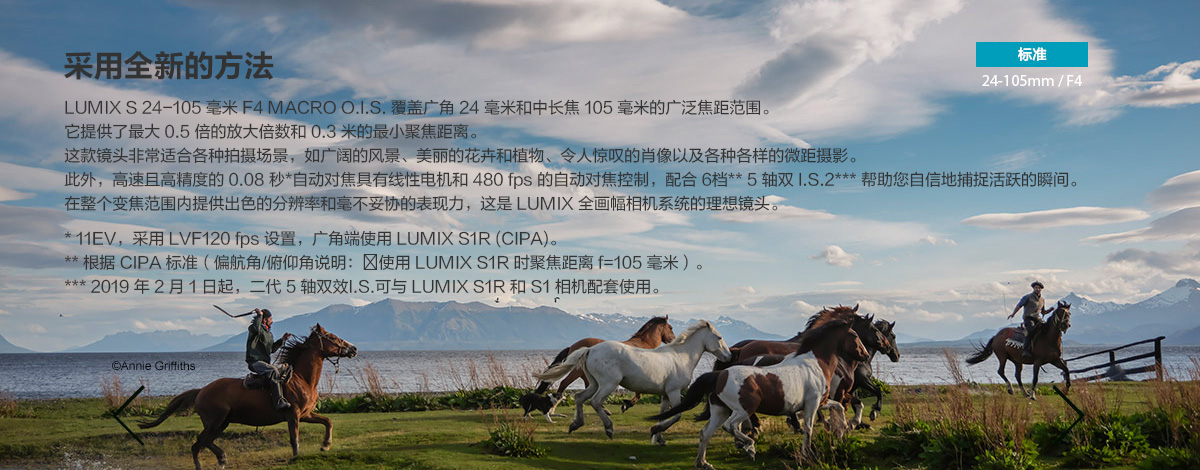 采用全新的方法
标准
24-105mm / F4
LUMIX S 24-105 毫米 F4 MACRO O.I.S. 覆盖广角 24 毫米和中长焦 105 毫米的广泛焦距范围。
它提供了最大 0.5 倍的放大倍数和 0.3 米的最小聚焦距离。
这款镜头非常适合各种拍摄场景，如广阔的风景、美丽的花卉和植物、令人惊叹的肖像以及各种各样的微距摄影。
此外，高速且高精度的 0.08 秒*自动对焦具有线性电机和 480 fps 的自动对焦控制，配合 6档** 5 轴双 I.S.2*** 帮助您自信地捕捉活跃的瞬间。
在整个变焦范围内提供出色的分辨率和毫不妥协的表现力，这是 LUMIX 全画幅相机系统的理想镜头。
* 11EV，采用 LVF120 fps 设置，广角端使用 LUMIX S1R (CIPA)。
** 根据 CIPA 标准（偏航角/俯仰角说明：使用 LUMIX S1R 时聚焦距离 f=105 毫米）。
*** 2019 年 2 月 1 日起，二代 5 轴双效I.S.可与 LUMIX S1R 和 S1 相机配套使用。
©Annie Griffiths